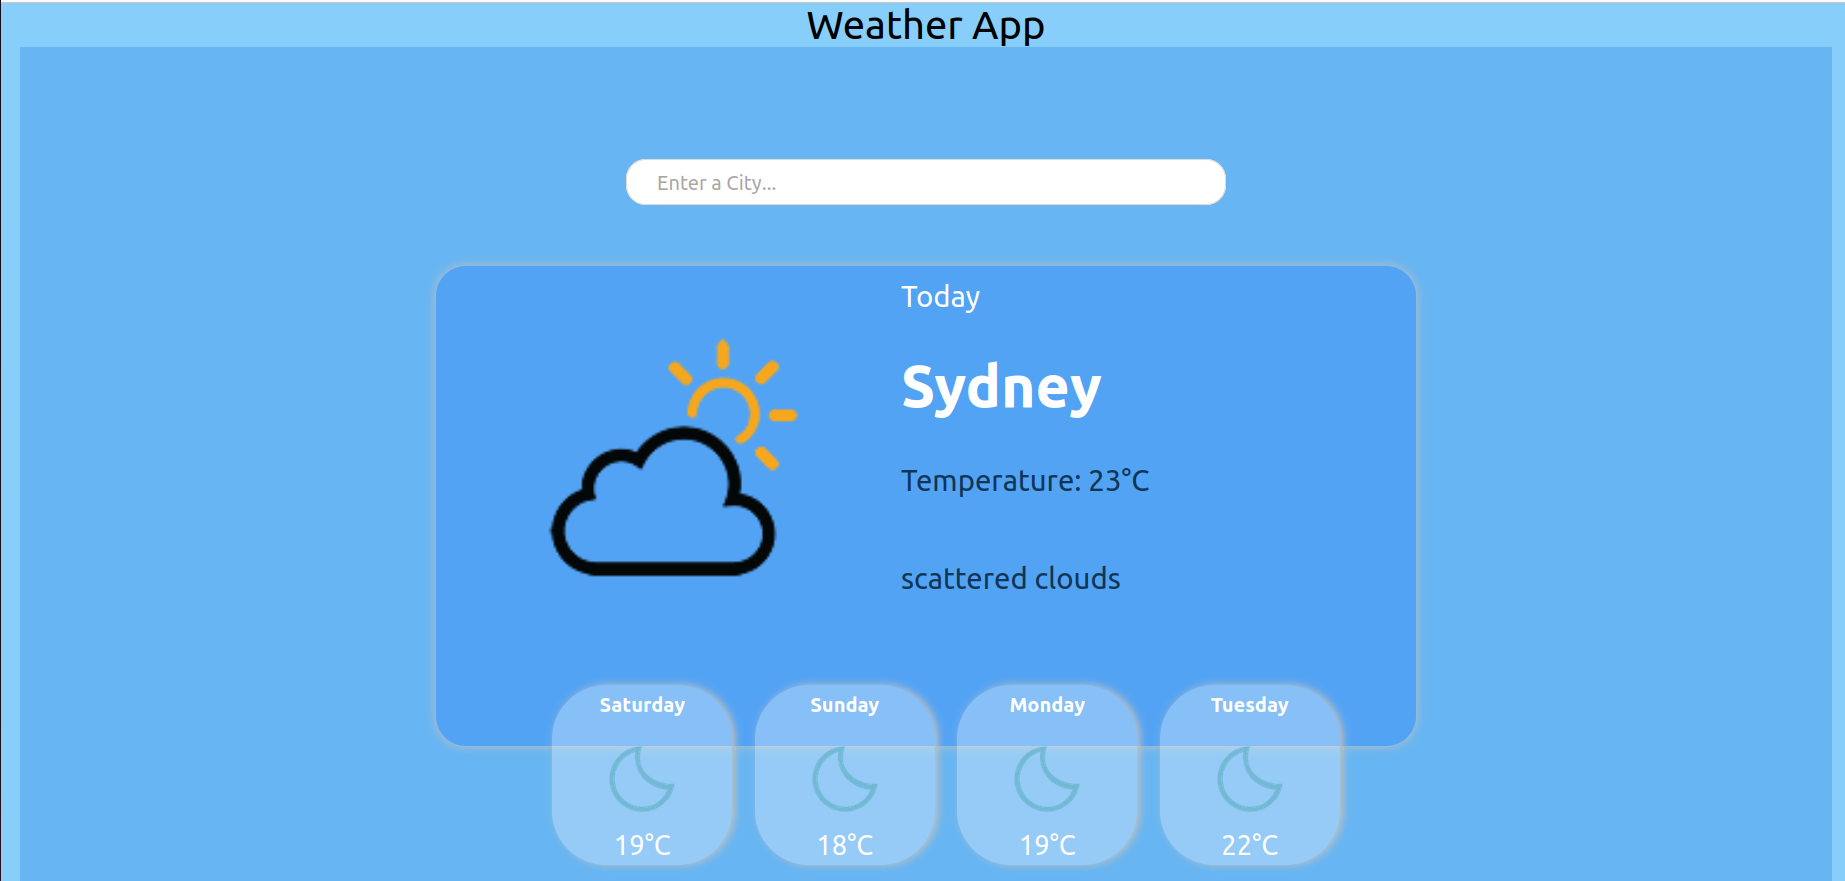 Weather App
Enter a City...
Today
Sydney
Temperature: 23°C
scattered clouds
Saturday
19°C
Sunday
18°C
Monday
19°C
Tuesday
22°C